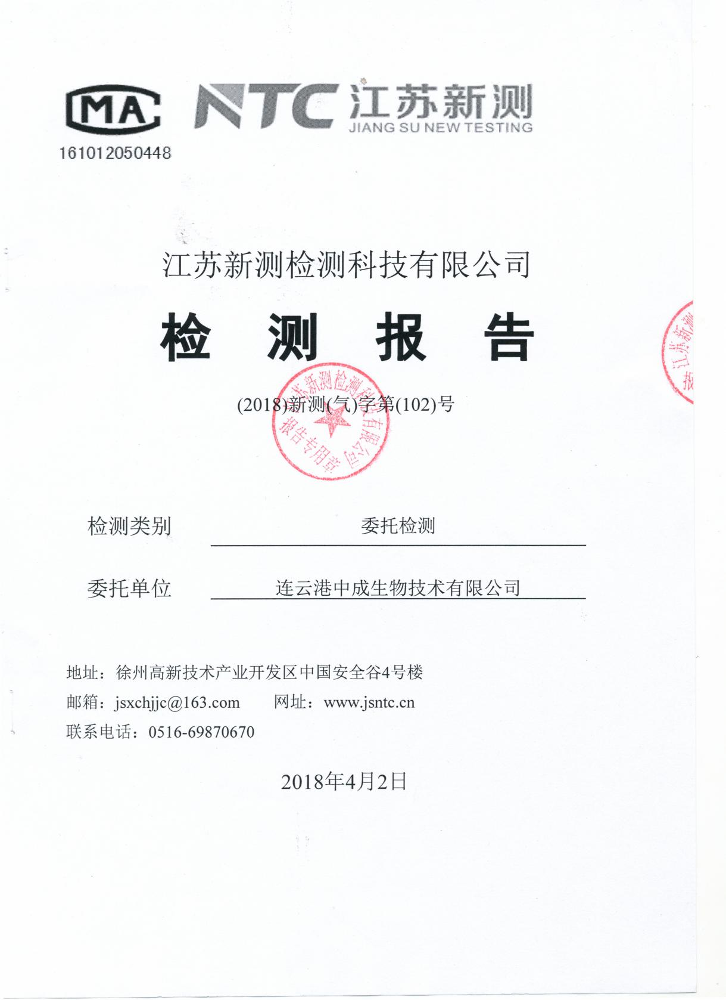 MA
NTC 江苏新测
JIANG SU NEW TESTING
161012050448
江苏新测检测科技有限公司
检测报告
(2018)新测(气)字第(102)号
江苏新测检测科技有限公司
报告专用章
江苏新测
报
检测类别 委托检测
委托单位 连云港中成生物技术有限公司
地址：徐州高新技术产业开发区中国安全谷4号楼
邮箱：jsxchjjc@163.com 网址：www.jsntc.cn
联系电话：0516-69870670
2018年4月2日